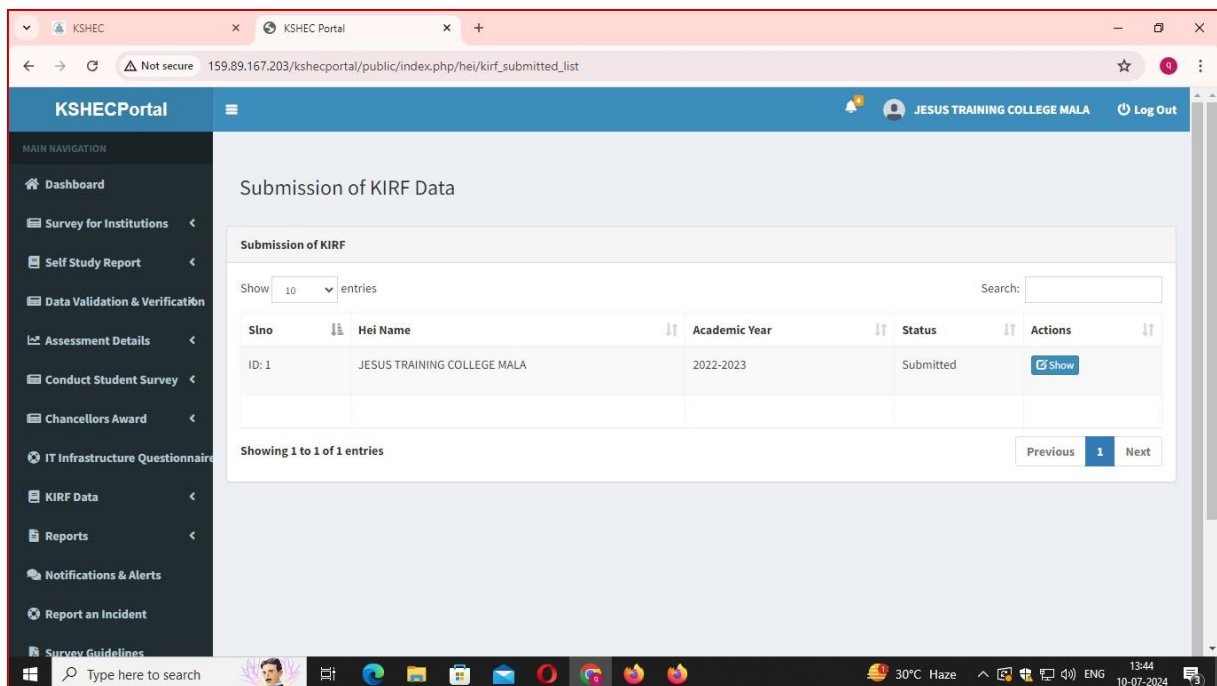 KSHEC
KSHEC Portal
Not secure 159.89.167.203/kshecportal/public/index.php/hei/kirf_submitted_list
q
KSHECPortal
4
JESUS TRAINING COLLEGE MALA
Log Out
MAIN NAVIGATION
Dashboard
Survey for Institutions
Self Study Report
Data Validation & Verification
Assessment Details
Conduct Student Survey
Chancellors Award
IT Infrastructure Questionnaire
KIRF Data
Reports
Notifications & Alerts
Report an Incident
Survey Guidelines
Submission of KIRF Data
Submission of KIRF
Show 10 entries Search:
Slno Hei Name Academic Year Status Actions
ID: 1 JESUS TRAINING COLLEGE MALA 2022-2023 Submitted Show
Showing 1 to 1 of 1 entries Previous 1 Next
Type here to search
30°C Haze ENG 13:44
10-07-2024
3